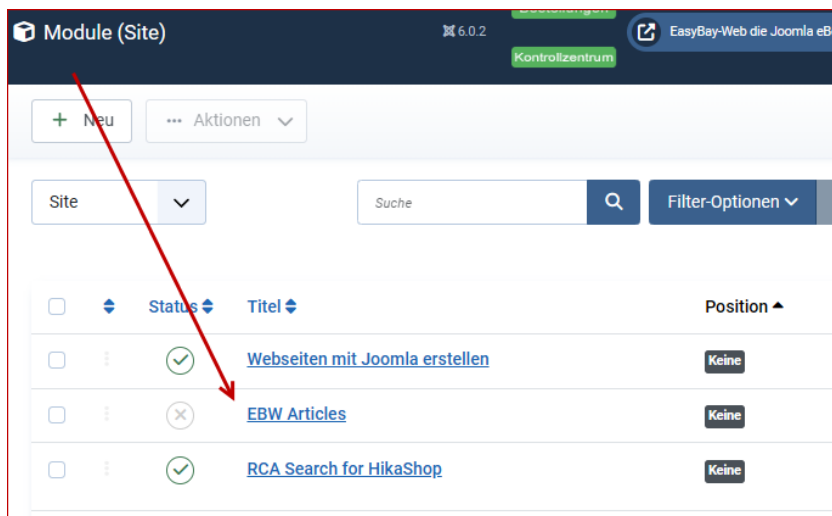 Module (Site)
6.0.2
Bestellungen
Kontrollzentrum
EasyBay-Web die Joomla eB
+ Neu
... Aktionen
Site
Suche
Filter-Optionen
Status
Titel
Position
Webseiten mit Joomla erstellen
Keine
EBW Articles
Keine
RCA Search for HikaShop
Keine